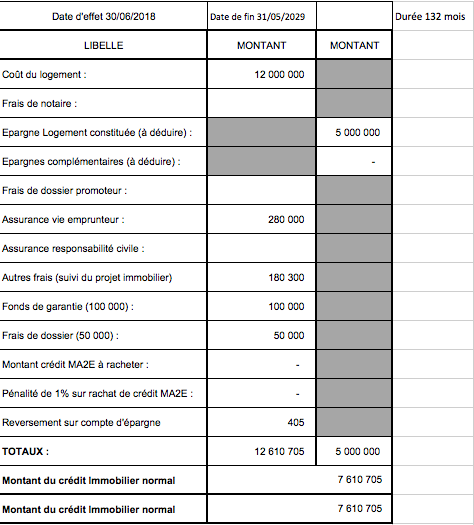 Date d'effet 30/06/2018 Date de fin 31/05/2029 Durée 132 mois
LIBELLE MONTANT MONTANT
Coût du logement : 12 000 000
Frais de notaire :
Epargne Logement constituée (à déduire) : 5 000 000
Epargnes complémentaires (à déduire) : -
Frais de dossier promoteur :
Assurance vie emprunteur : 280 000
Assurance responsabilité civile :
Autres frais (suivi du projet immobilier) 180 300
Fonds de garantie (100 000) : 100 000
Frais de dossier (50 000) : 50 000
Montant crédit MA2E à racheter : -
Pénalité de 1% sur rachat de crédit MA2E : -
Reversement sur compte d'épargne 405
TOTAUX : 12 610 705 5 000 000
Montant du crédit Immobilier normal 7 610 705
Montant du crédit Immobilier normal 7 610 705